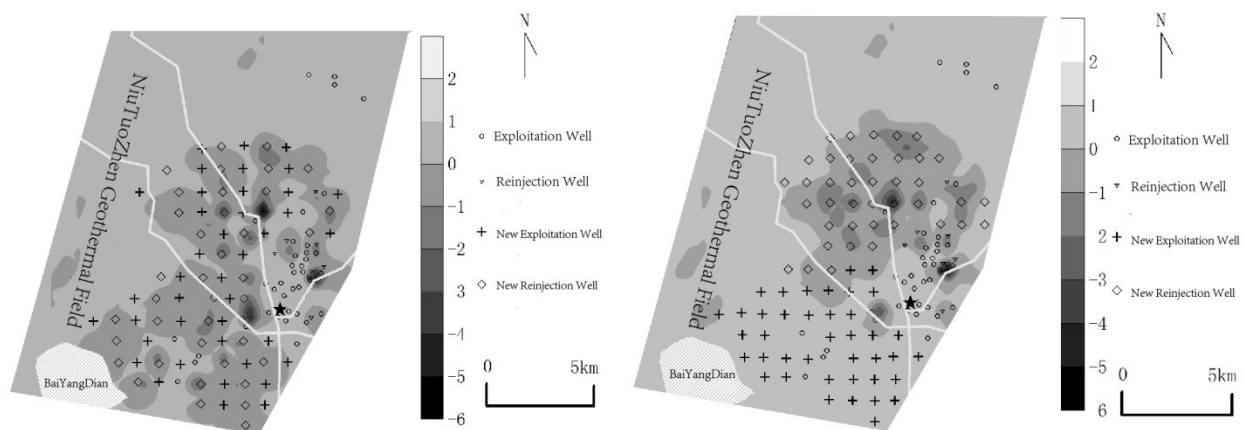 N
NiuTuoZhen Geothermal Field
BaiYangDian
2
1
0
-1
-2
3
-4
-5
-6
Exploitation Well
Reinjection Well
New Exploitation Well
New Reinjection Well
0 5km
N
NiuTuoZhen Geothermal Field
BaiYangDian
2
1
0
-1
2
-3
-4
-5
6
Exploitation Well
Reinjection Well
New Exploitation Well
New Reinjection Well
0 5km